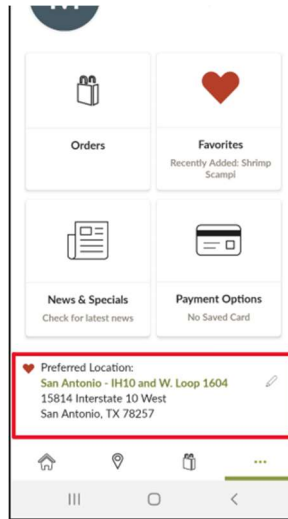 Orders
Favorites
Recently Added: Shrimp
Scampi
News & Specials
Check for latest news
Payment Options
No Saved Card
Preferred Location:
San Antonio - IH10 and W. Loop 1604
15814 Interstate 10 West
San Antonio, TX 78257